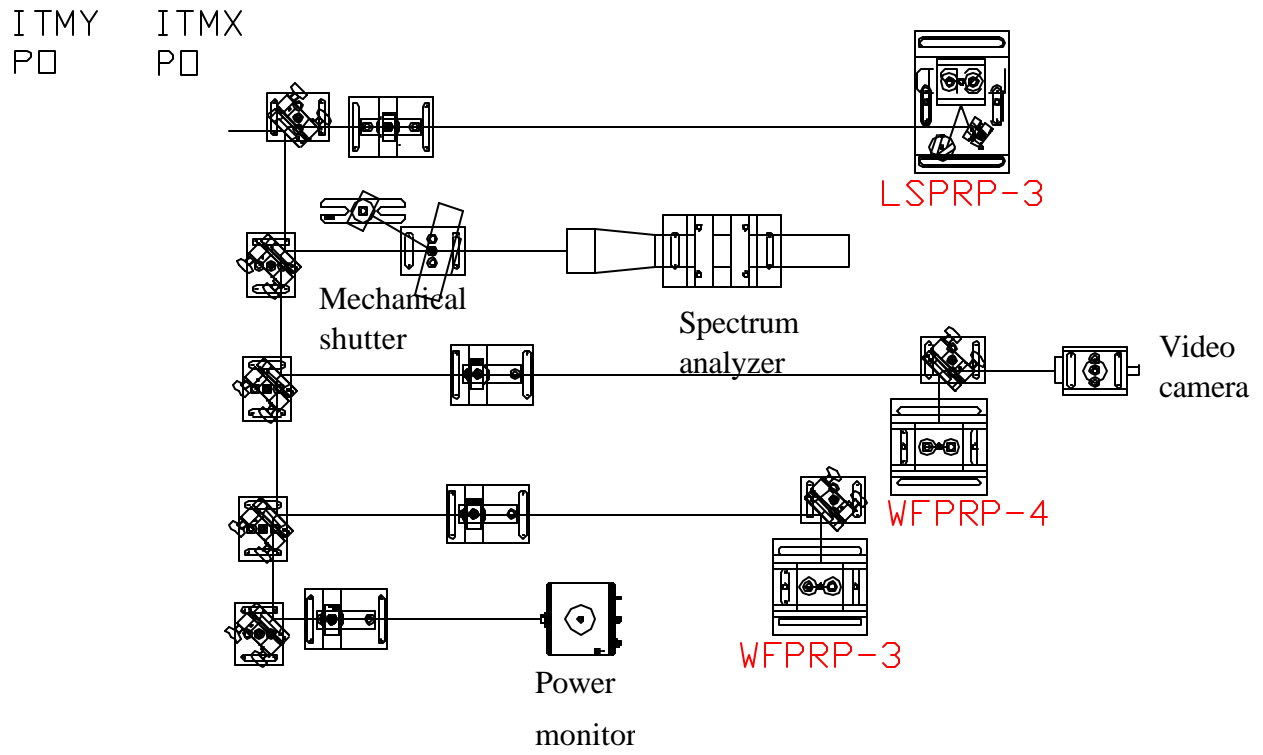 ITMY ITMX
PO PO
LSPRP-3
Mechanical
shutter
Spectrum
analyzer
Video
camera
WFPRP-4
WFPRP-3
Power
monitor